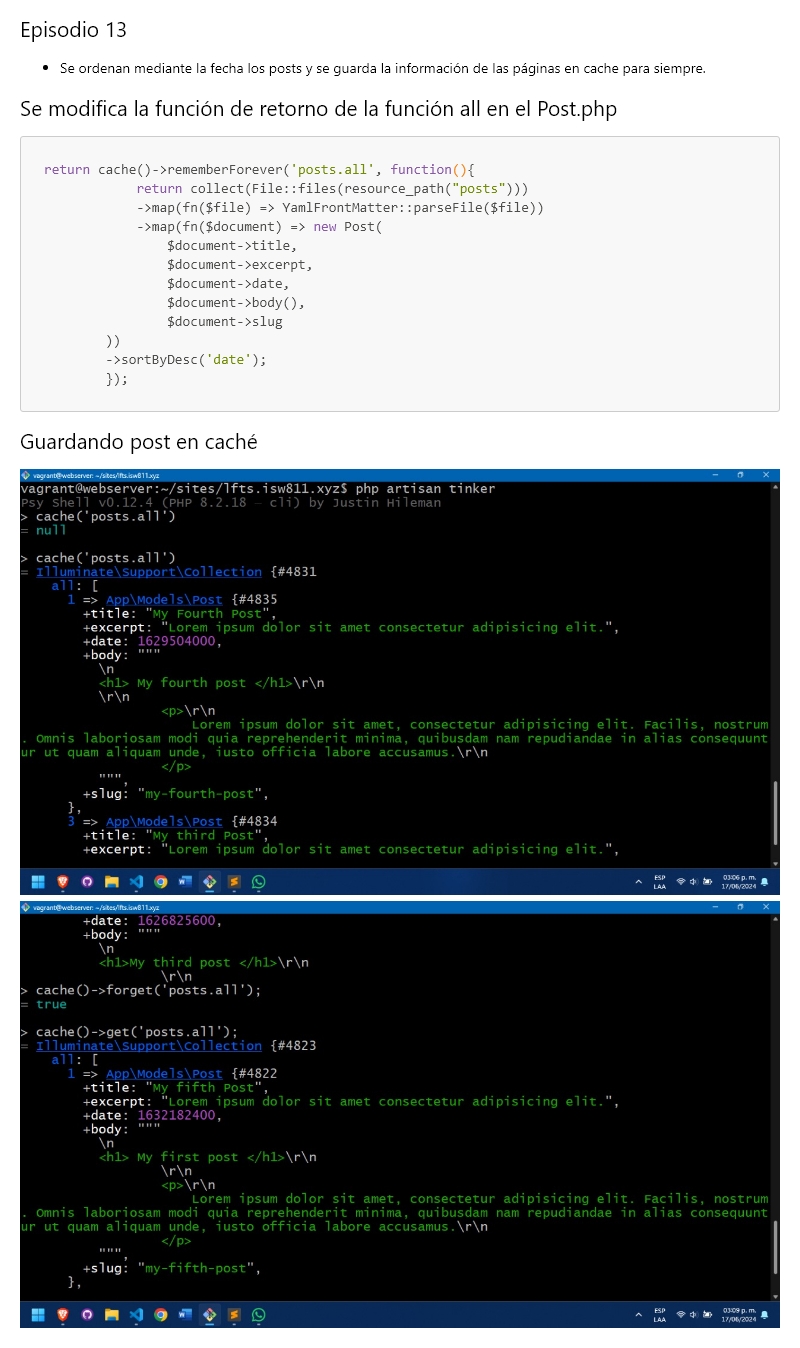 Episodio 13
• Se ordenan mediante la fecha los posts y se guarda la información de las páginas en cache para siempre.
Se modifica la función de retorno de la función all en el Post.php
return cache()->rememberForever('posts.all', function(){
return collect(File::files(resource_path("posts")))
->map(fn($file) => YamlFrontMatter::parseFile($file))
->map(fn($document) => new Post(
$document->title,
$document->excerpt,
$document->date,
$document->body(),
$document->slug
))
->sortByDesc('date');
});
Guardando post en caché
vagrant@webserver: ~/sites/lfts.isw811.xyz
vagrant@webserver:~/sites/lfts.isw811.xyz$ php artisan tinker
Psy Shell v0.12.4 (PHP 8.2.18 — cli) by Justin Hileman
> cache('posts.all')
= null
> cache('posts.all')
= Illuminate\Support\Collection {#4831
all: [
1 => App\Models\Post {#4835
+title: "My Fourth Post",
+excerpt: "Lorem ipsum dolor sit amet consectetur adipisicing elit.",
+date: 1629504000,
+body: """
\n
<h1> My fourth post </h1>\r\n
\r\n
<p>\r\n
Lorem ipsum dolor sit amet, consectetur adipisicing elit. Facilis, nostrum
. Omnis laboriosam modi quia reprehenderit minima, quibusdam nam repudiandae in alias consequunt
ur ut quam aliquam unde, iusto officia labore accusamus.\r\n
</p>
""",
+slug: "my-fourth-post",
},
3 => App\Models\Post {#4834
+title: "My third Post",
+excerpt: "Lorem ipsum dolor sit amet consectetur adipisicing elit.",
ESP
LAA
03:06 p. m.
17/06/2024
vagrant@webserver: ~/sites/lfts.isw811.xyz
+date: 1626825600,
+body: """
\n
<h1>My third post </h1>\r\n
\r\n
> cache()->forget('posts.all');
= true
> cache()->get('posts.all');
= Illuminate\Support\Collection {#4823
all: [
1 => App\Models\Post {#4822
+title: "My fifth Post",
+excerpt: "Lorem ipsum dolor sit amet consectetur adipisicing elit.",
+date: 1632182400,
+body: """
\n
<h1> My first post </h1>\r\n
\r\n
<p>\r\n
Lorem ipsum dolor sit amet, consectetur adipisicing elit. Facilis, nostrum
. Omnis laboriosam modi quia reprehenderit minima, quibusdam nam repudiandae in alias consequunt
ur ut quam aliquam unde, iusto officia labore accusamus.\r\n
</p>
""",
+slug: "my-fifth-post",
},
ESP
LAA
03:09 p. m.
17/06/2024